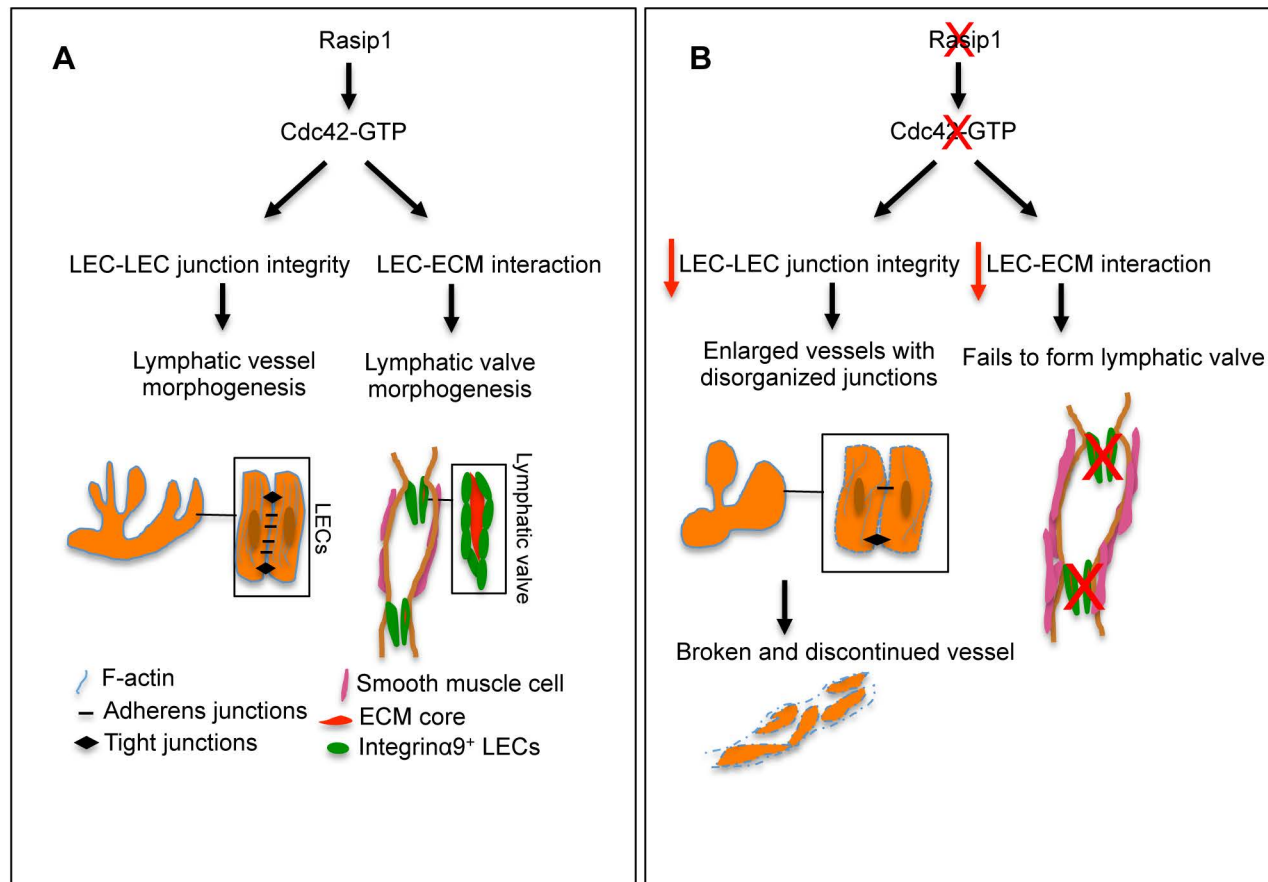 A
Rasip1
Cdc42-GTP
LEC-LEC junction integrity
LEC-ECM interaction
Lymphatic vessel
morphogenesis
Lymphatic valve
morphogenesis
LECs
Lymphatic valve
F-actin
Adherens junctions
Tight junctions
Smooth muscle cell
ECM core
Integrinα9⁺ LECs
B
Rasip1
Cdc42-GTP
LEC-LEC junction integrity
LEC-ECM interaction
Enlarged vessels with
disorganized junctions
Fails to form lymphatic valve
Broken and discontinued vessel